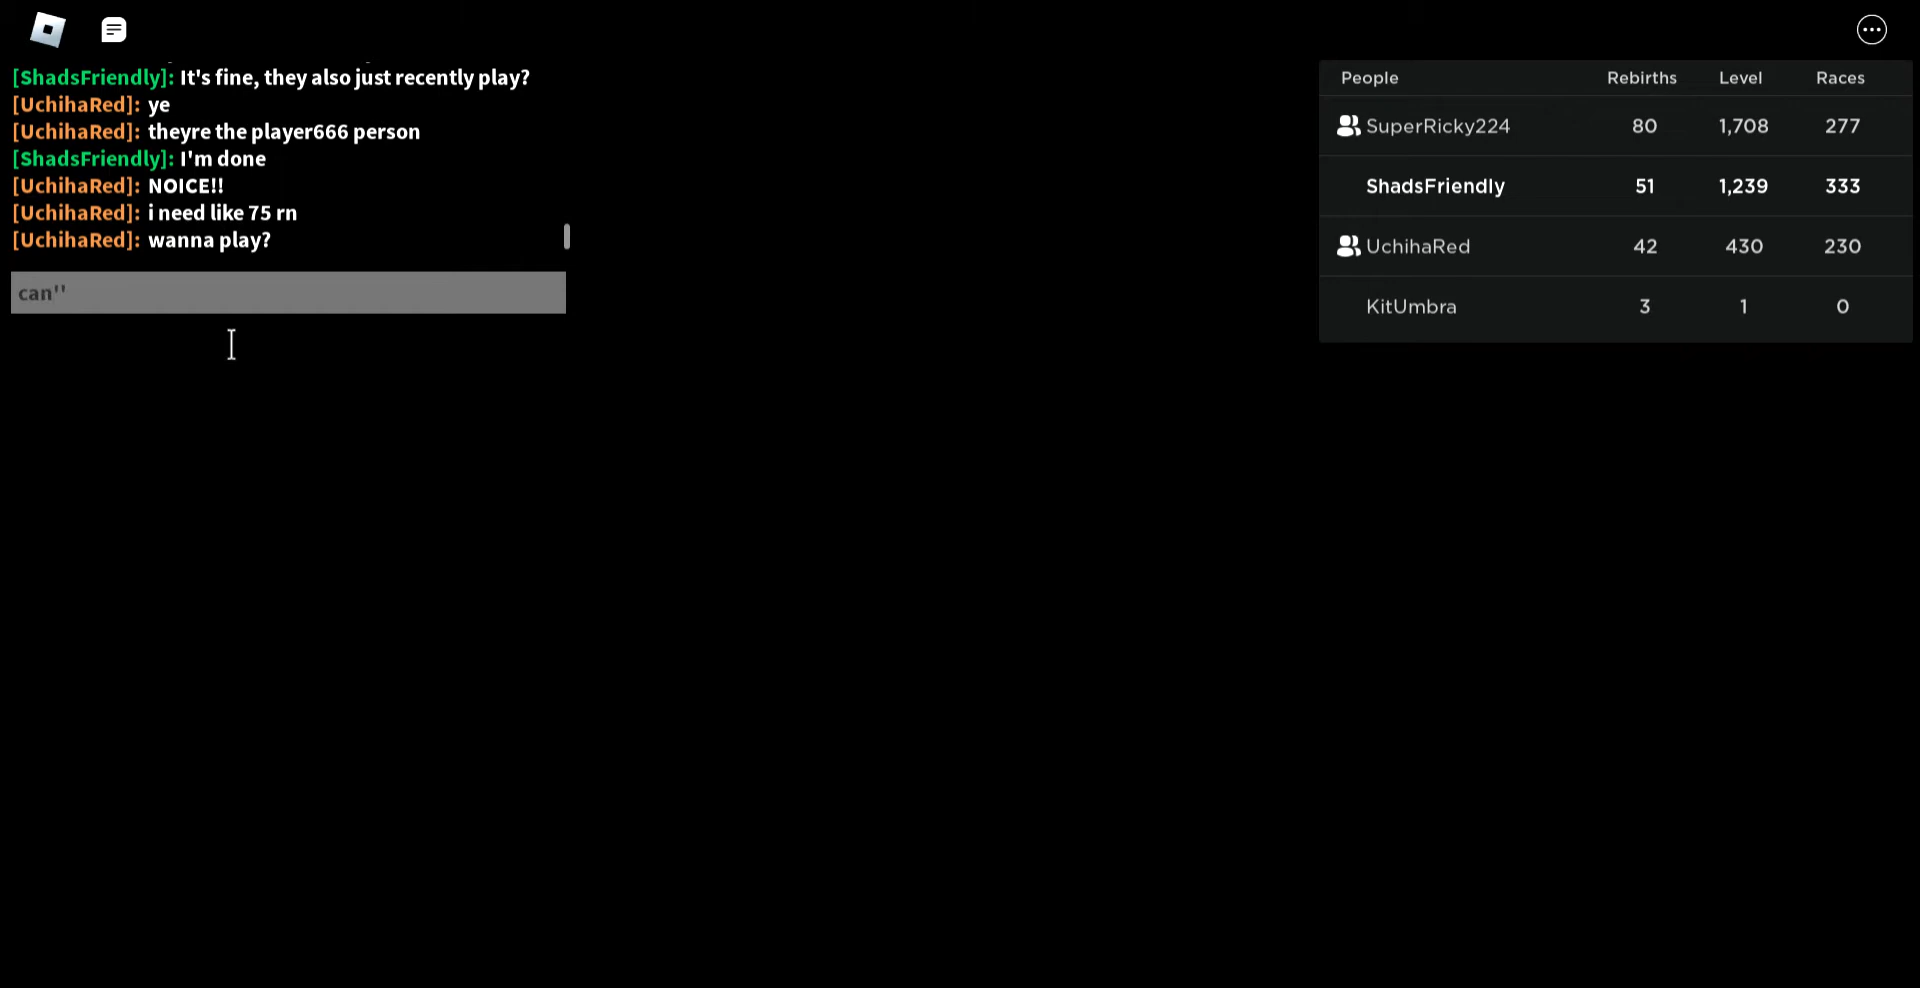 [ShadsFriendly]: It's fine, they also just recently play?
[UchihaRed]: ye
[UchihaRed]: theyre the player666 person
[ShadsFriendly]: I'm done
[UchihaRed]: NOICE!!
[UchihaRed]: i need like 75 rn
[UchihaRed]: wanna play?
can''
People Rebirths Level Races
SuperRicky224 80 1,708 277
ShadsFriendly 51 1,239 333
UchihaRed 42 430 230
KitUmbra 3 1 0